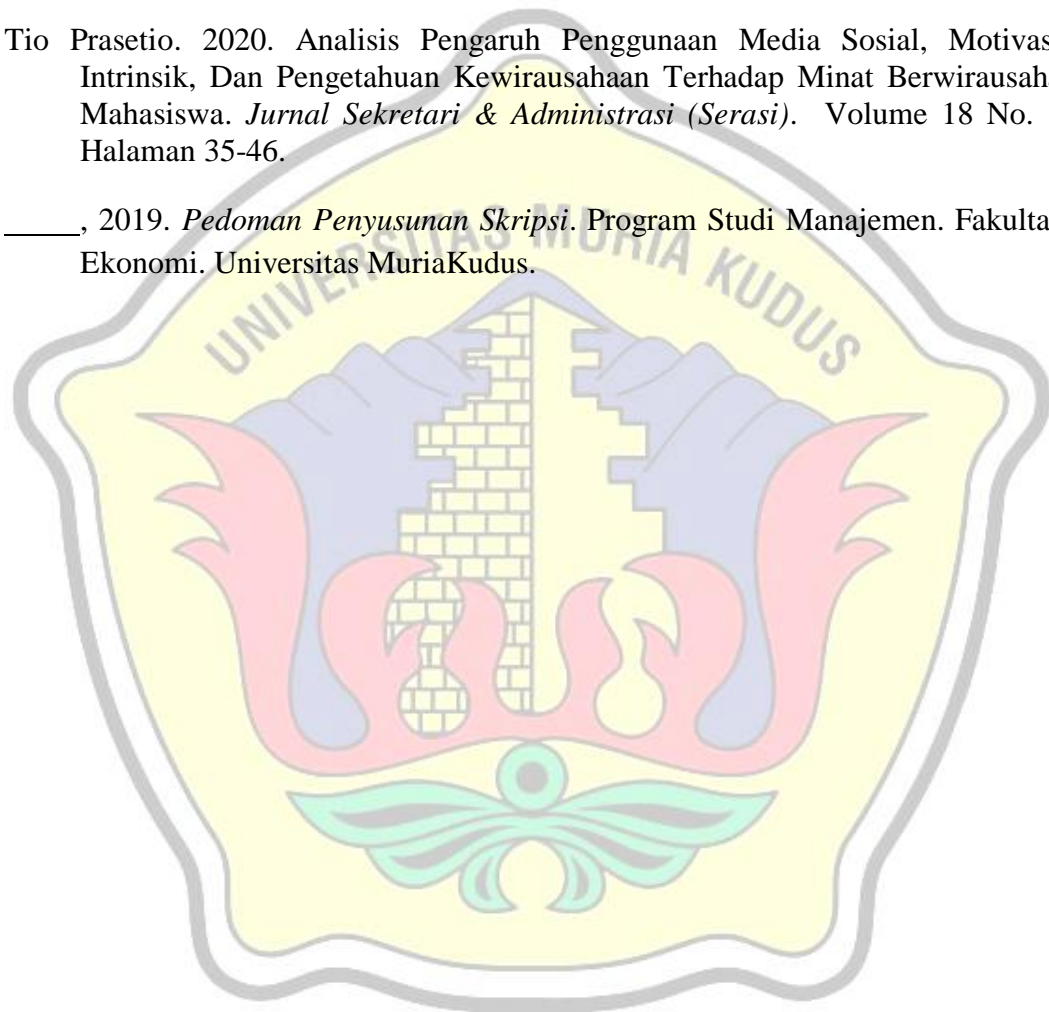 Tio Prasetio. 2020. Analisis Pengaruh Penggunaan Media Sosial, Motivas
Intrinsik, Dan Pengetahuan Kewirausahaan Terhadap Minat Berwirausah
Mahasiswa. Jurnal Sekretari & Administrasi (Serasi). Volume 18 No.
Halaman 35-46.
_____, 2019. Pedoman Penyusunan Skripsi. Program Studi Manajemen. Fakulta
Ekonomi. Universitas MuriaKudus.
UNIVERSITAS MURIA KUDUS